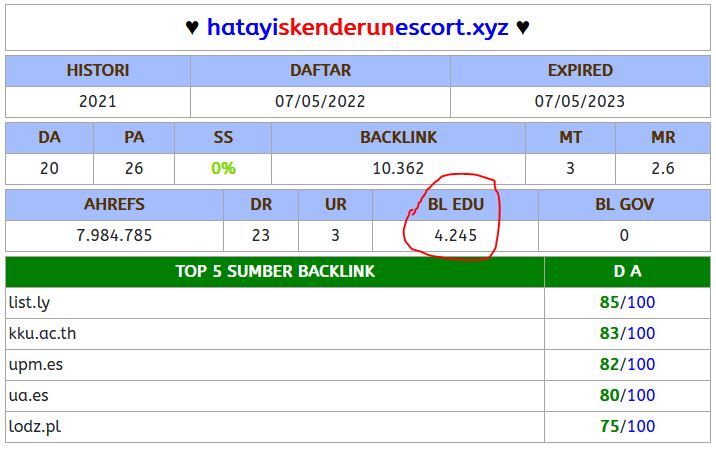 ♥ hatayiskenderunescort.xyz ♥
HISTORI DAFTAR EXPIRED
2021 07/05/2022 07/05/2023
DA PA SS BACKLINK MT MR
20 26 0% 10.362 3 2.6
AHREFS DR UR BL EDU BL GOV
7.984.785 23 3 4.245 0
TOP 5 SUMBER BACKLINK D A
list.ly 85/100
kku.ac.th 83/100
upm.es 82/100
ua.es 80/100
lodz.pl 75/100